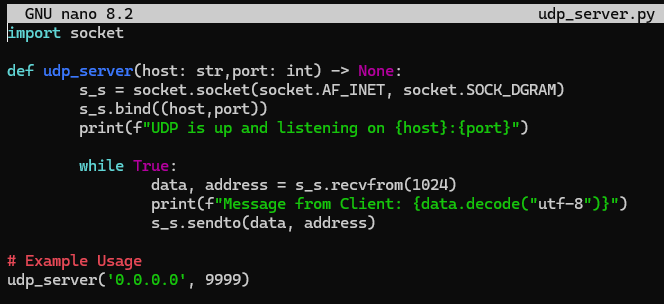 GNU nano 8.2 udp_server.py
import socket
def udp_server(host: str,port: int) -> None:
s_s = socket.socket(socket.AF_INET, socket.SOCK_DGRAM)
s_s.bind((host,port))
print(f"UDP is up and listening on {host}:{port}")
while True:
data, address = s_s.recvfrom(1024)
print(f"Message from Client: {data.decode("utf-8")}")
s_s.sendto(data, address)
# Example Usage
udp_server('0.0.0.0', 9999)